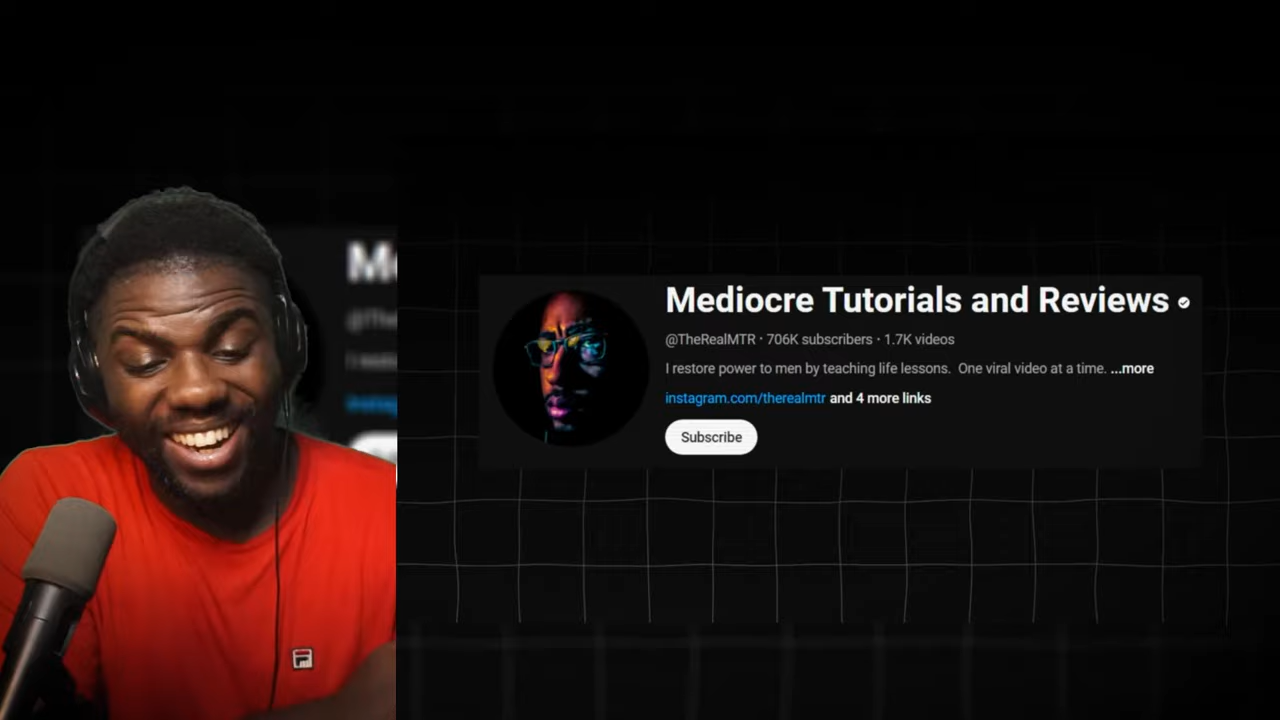 Mediocre Tutorials and Reviews
@TheRealMTR · 706K subscribers · 1.7K videos
I restore power to men by teaching life lessons.  One viral video at a time. ...more
instagram.com/therealmtr and 4 more links
Subscribe